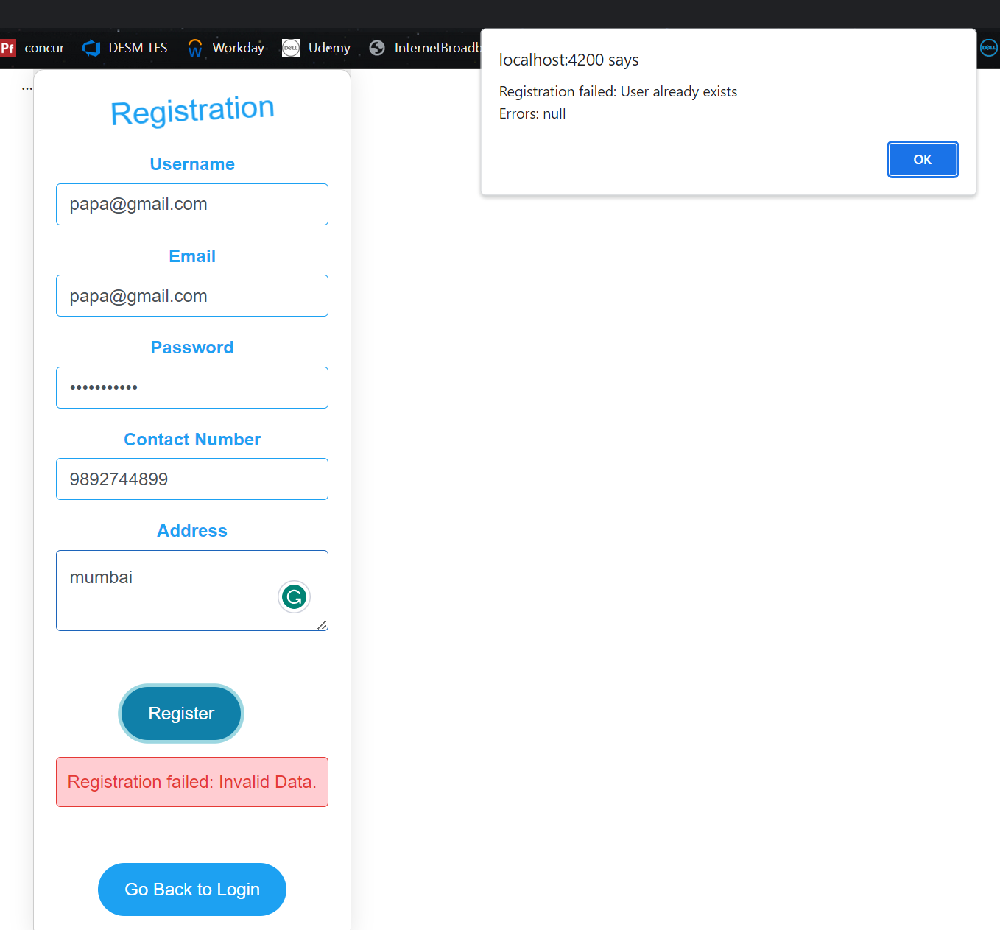 Pf concur DFSM TFS Workday DELL Udemy InternetBroadb DELL
localhost:4200 says
Registration failed: User already exists
Errors: null
OK
...
Registration
Username
papa@gmail.com
Email
papa@gmail.com
Password
•••••••••••
Contact Number
9892744899
Address
mumbai
Register
Registration failed: Invalid Data.
Go Back to Login